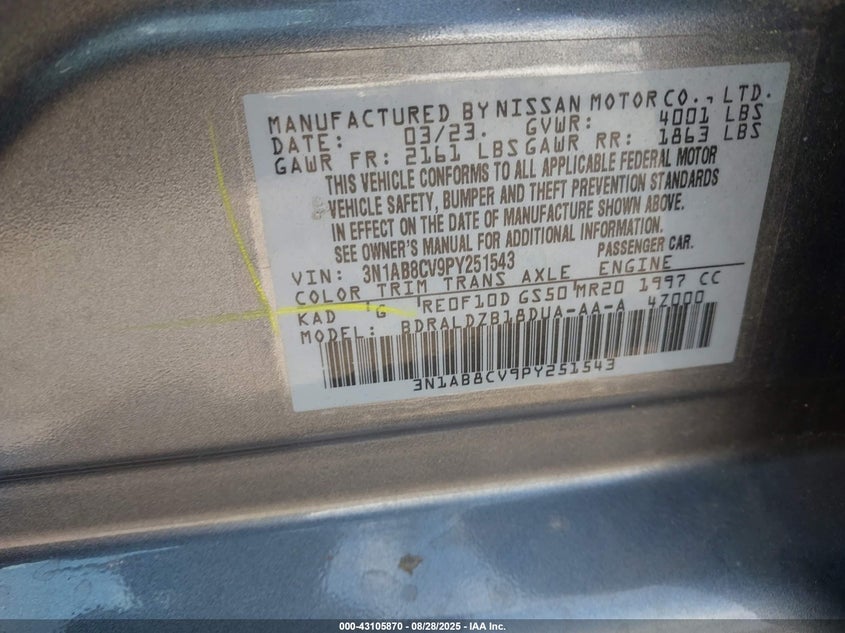 MANUFACTURED BY NISSAN MOTOR CO., LTD.
DATE: 03/23. GVWR: 4001 LBS
GAWR FR: 2161 LBS GAWR RR: 1863 LBS
THIS VEHICLE CONFORMS TO ALL APPLICABLE FEDERAL MOTOR
VEHICLE SAFETY, BUMPER AND THEFT PREVENTION STANDARDS
IN EFFECT ON THE DATE OF MANUFACTURE SHOWN ABOVE.
SEE OWNER'S MANUAL FOR ADDITIONAL INFORMATION.
VIN: 3N1AB8CV9PY251543 PASSENGER CAR.
COLOR TRIM TRANS AXLE ENGINE
KAD G RE0F10D GS50 MR20 1997 CC
MODEL: BDRALDZB18DUA-AA-A 4Z000
3N1AB8CV9PY251543
000-43105870 / 08/28/2025 - IAA Inc.